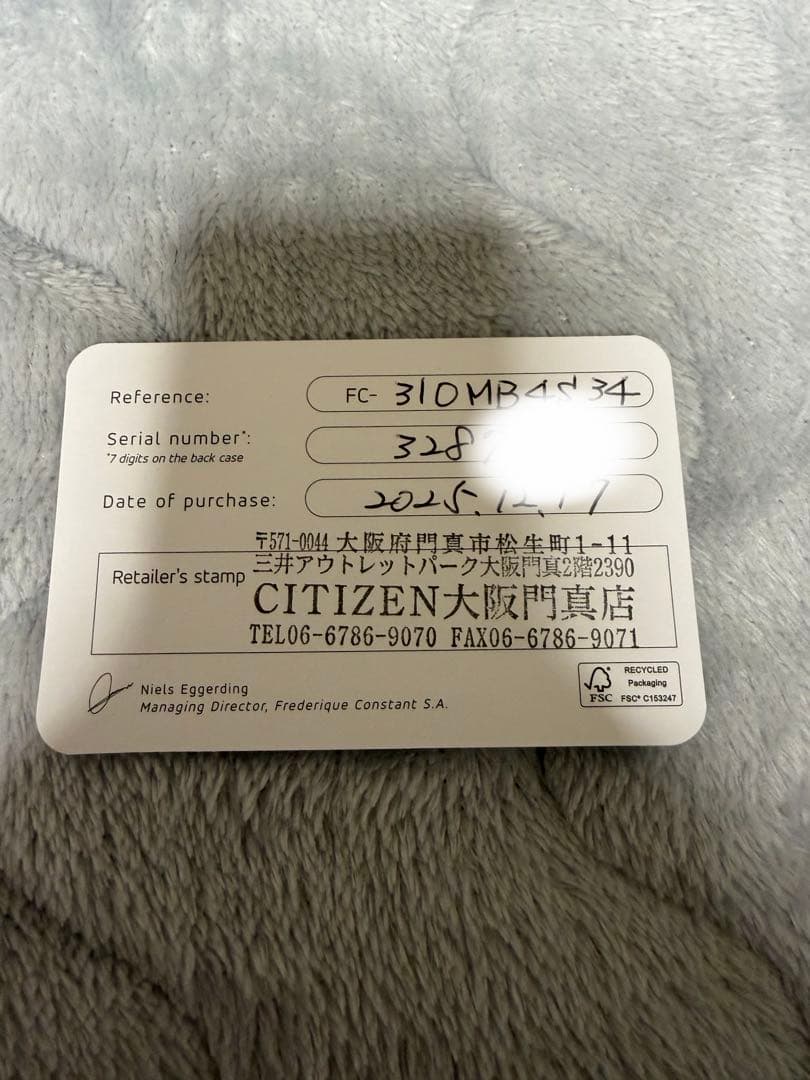 Reference: FC- 310MB4S34
Serial number*: 328
*7 digits on the back case
Date of purchase: 2025.12.17
〒571-0044 大阪府門真市松生町1-11
三井アウトレットパーク大阪門真2階2390
Retailer's stamp
CITIZEN大阪門真店
TEL06-6786-9070 FAX06-6786-9071
Niels Eggerding
Managing Director, Frederique Constant S.A.
RECYCLED
Packaging
FSC FSC® C153247